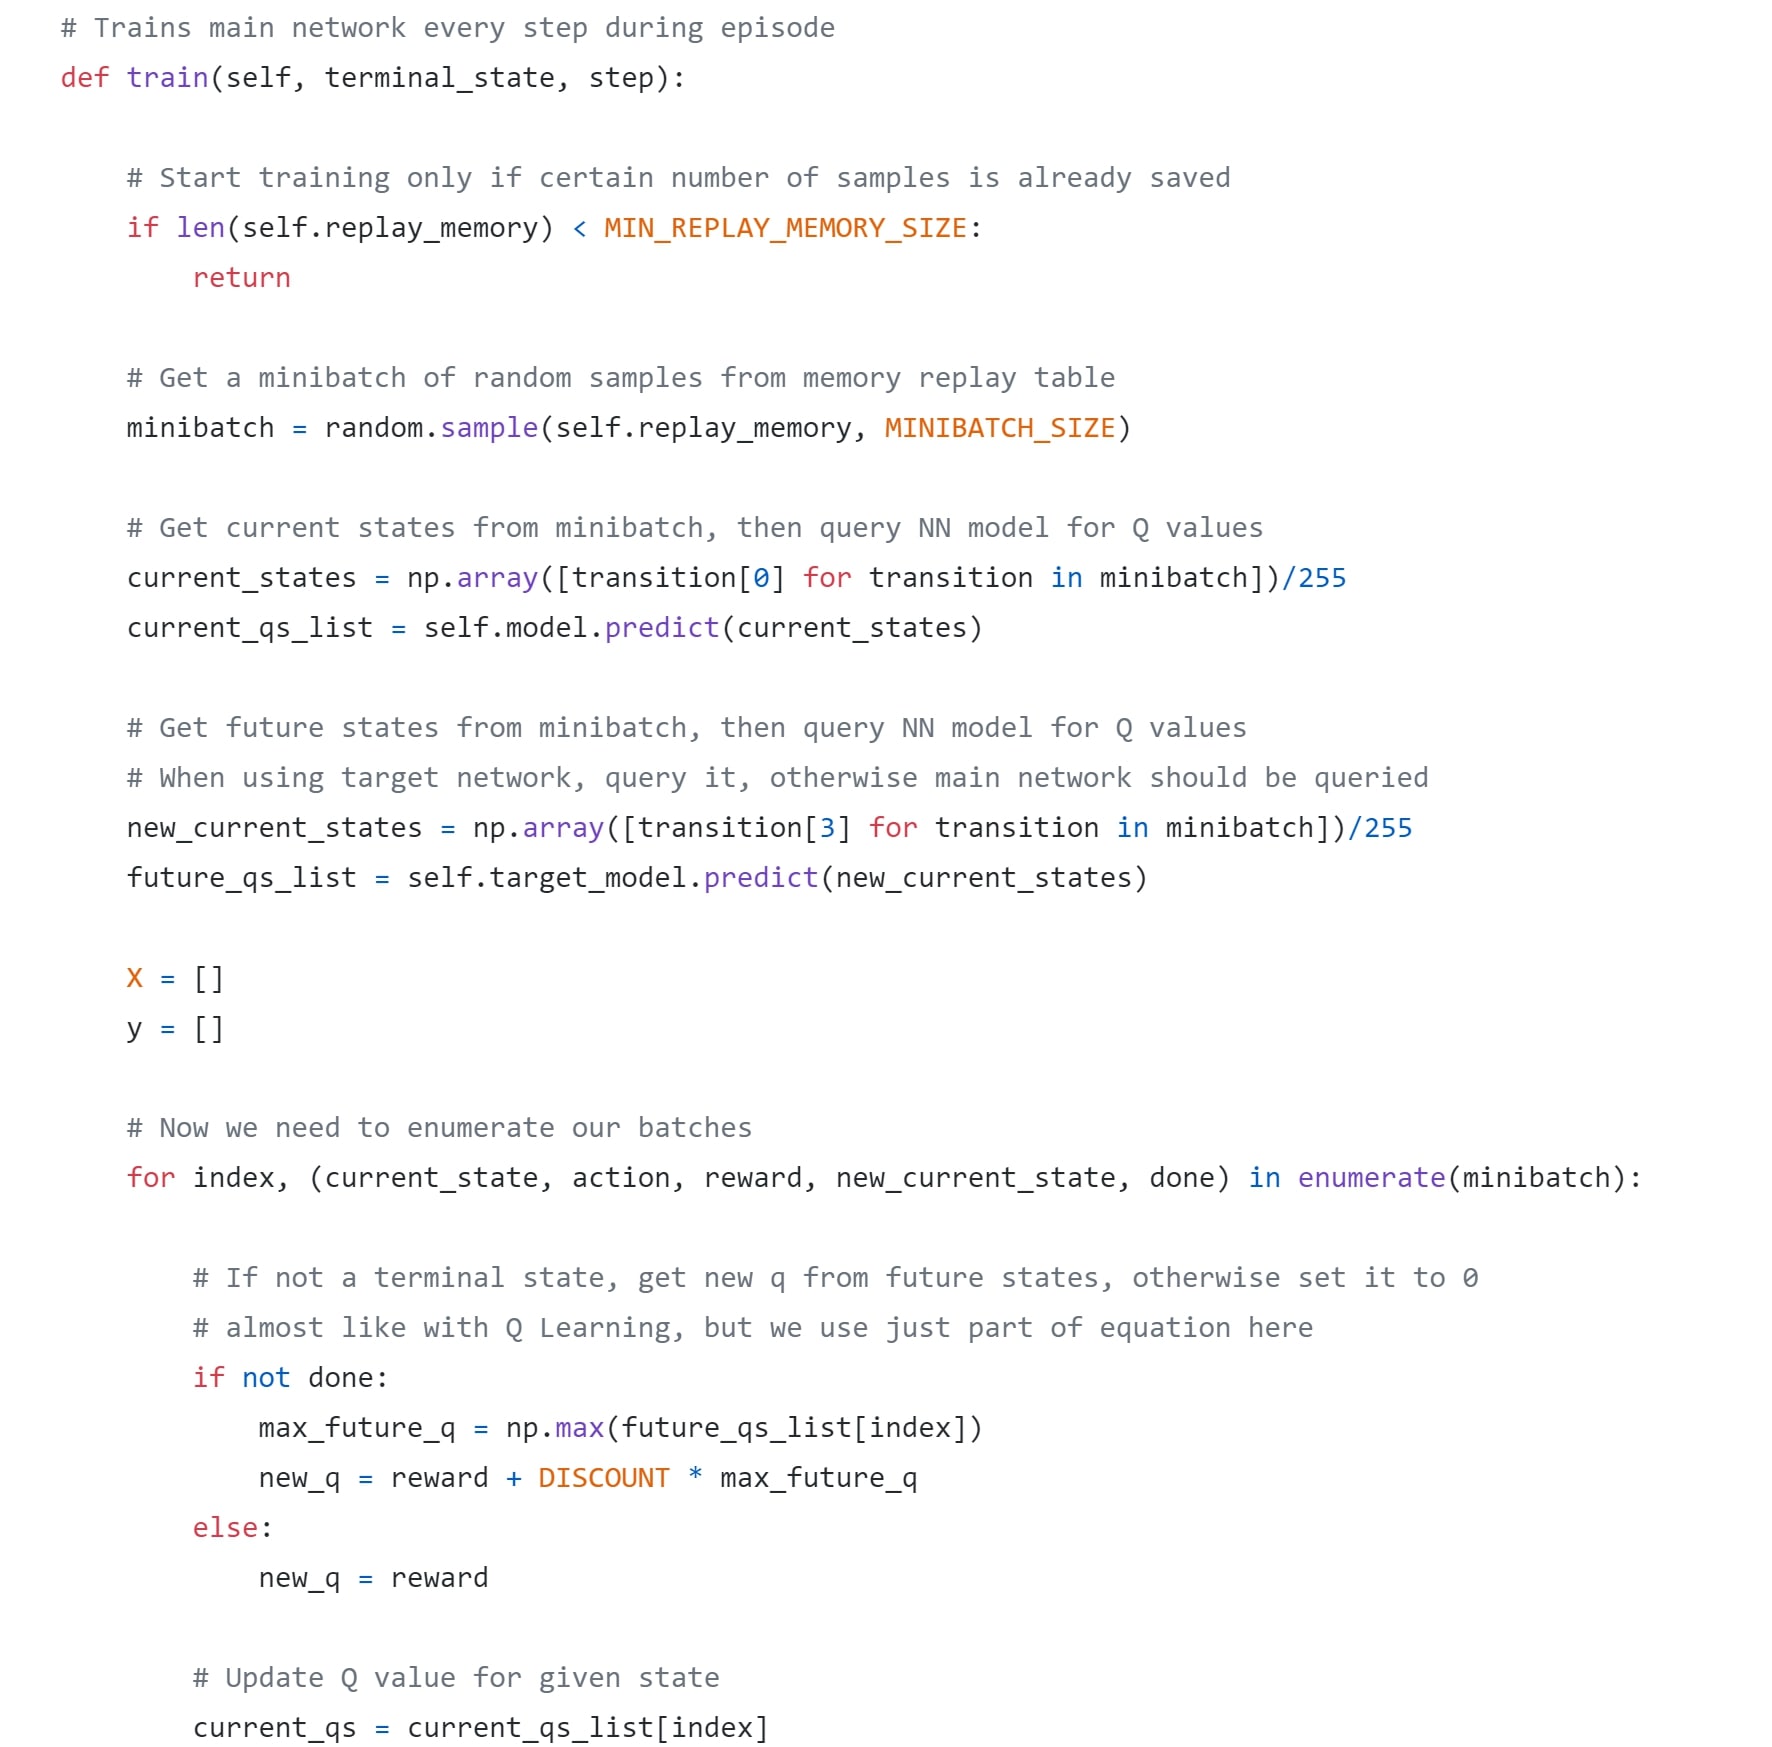 # Trains main network every step during episode
def train(self, terminal_state, step):
# Start training only if certain number of samples is already saved
if len(self.replay_memory) < MIN_REPLAY_MEMORY_SIZE:
return
# Get a minibatch of random samples from memory replay table
minibatch = random.sample(self.replay_memory, MINIBATCH_SIZE)
# Get current states from minibatch, then query NN model for Q values
current_states = np.array([transition[0] for transition in minibatch])/255
current_qs_list = self.model.predict(current_states)
# Get future states from minibatch, then query NN model for Q values
# When using target network, query it, otherwise main network should be queried
new_current_states = np.array([transition[3] for transition in minibatch])/255
future_qs_list = self.target_model.predict(new_current_states)
X = []
y = []
# Now we need to enumerate our batches
for index, (current_state, action, reward, new_current_state, done) in enumerate(minibatch):
# If not a terminal state, get new q from future states, otherwise set it to 0
# almost like with Q Learning, but we use just part of equation here
if not done:
max_future_q = np.max(future_qs_list[index])
new_q = reward + DISCOUNT * max_future_q
else:
new_q = reward
# Update Q value for given state
current_qs = current_qs_list[index]